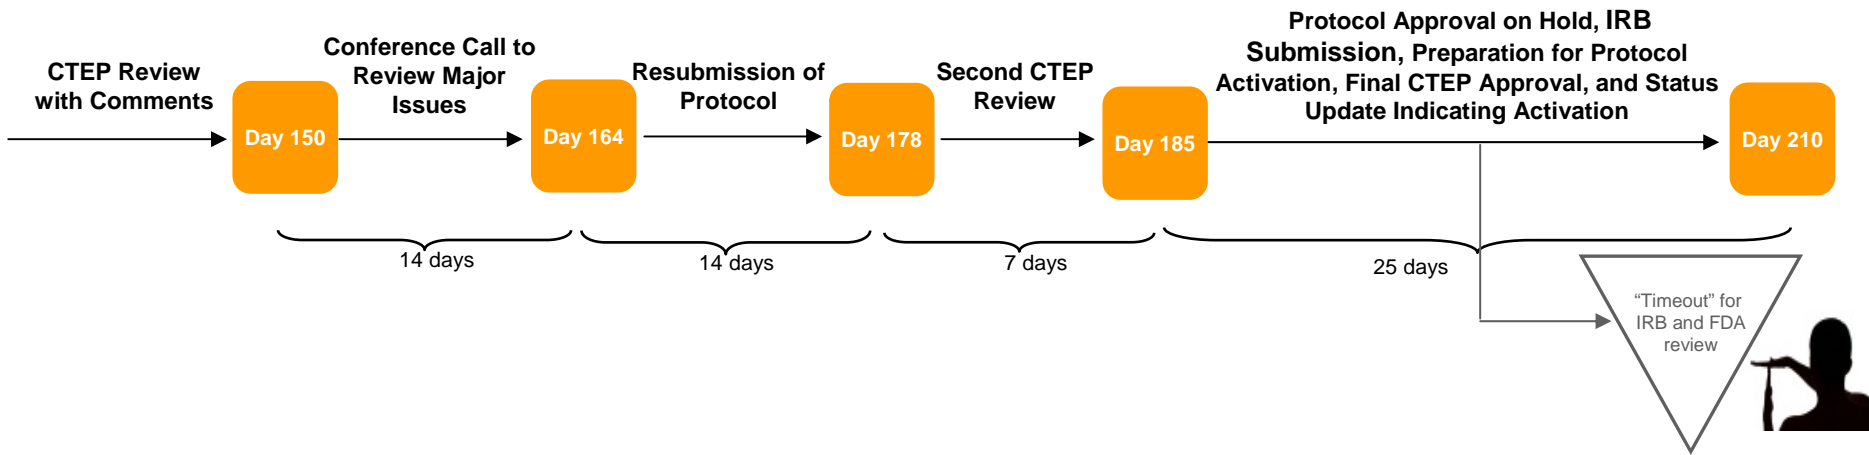 CTEP Review
with Comments
Day 150
Conference Call to
Review Major
Issues
Day 164
Resubmission of
Protocol
Day 178
Second CTEP
Review
Day 185
Protocol Approval on Hold, IRB
Submission, Preparation for Protocol
Activation, Final CTEP Approval, and Status
Update Indicating Activation
Day 210
14 days
14 days
7 days
25 days
“Timeout” for
IRB and FDA
review